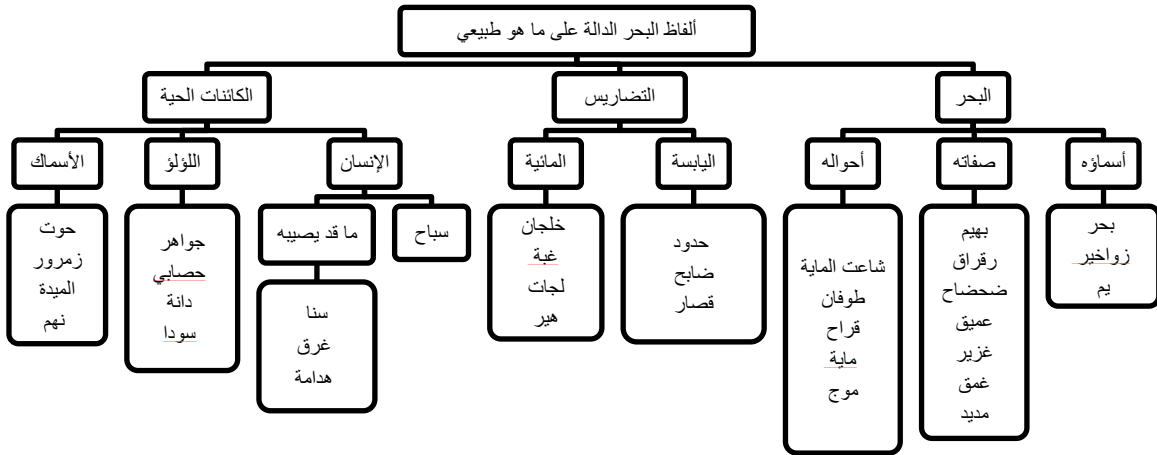 ألفاظ البحر الدالة على ما هو طبيعي
البحر
التضاريس
الكائنات الحية
أسماؤه
صفاته
أحواله
اليابسة
المائية
الإنسان
اللؤلؤ
الأسماك
بحر
زواخير
يم
بهيم
رقراق
ضحضاح
عميق
غزير
غمق
مديد
شاعت الماية
طوفان
قراح
ماية
موج
حدود
ضابح
قصار
خلجان
غبة
لجات
هير
سباح
ما قد يصيبه
سنا
غرق
هدامة
جواهر
حصابي
دانة
سودا
حوت
زمرور
الميدة
نهم